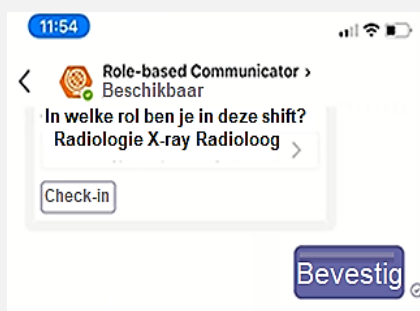 11:54
Role-based Communicator >
Beschikbaar
In welke rol ben je in deze shift?
Radiologie X-ray Radioloog
Check-in
Bevestig